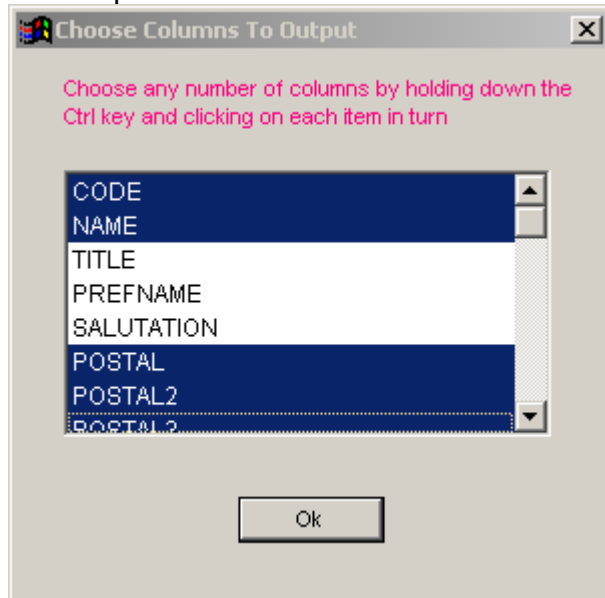 Choose Columns To Output
Choose any number of columns by holding down the
Ctrl key and clicking on each item in turn
CODE
NAME
TITLE
PREFNAME
SALUTATION
POSTAL
POSTAL2
POSTAL3
Ok